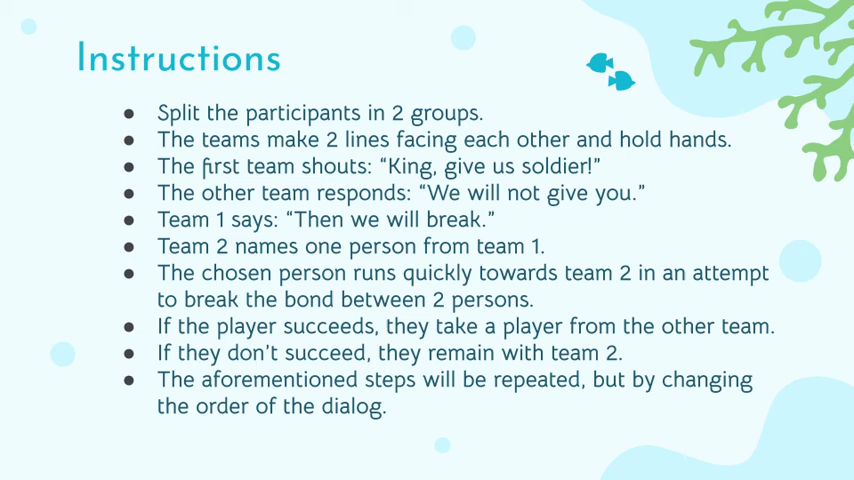 Instructions
● Split the participants in 2 groups.
● The teams make 2 lines facing each other and hold hands.
● The first team shouts: “King, give us soldier!”
● The other team responds: “We will not give you.”
● Team 1 says: “Then we will break.”
● Team 2 names one person from team 1.
● The chosen person runs quickly towards team 2 in an attempt
to break the bond between 2 persons.
● If the player succeeds, they take a player from the other team.
● If they don’t succeed, they remain with team 2.
● The aforementioned steps will be repeated, but by changing
the order of the dialog.